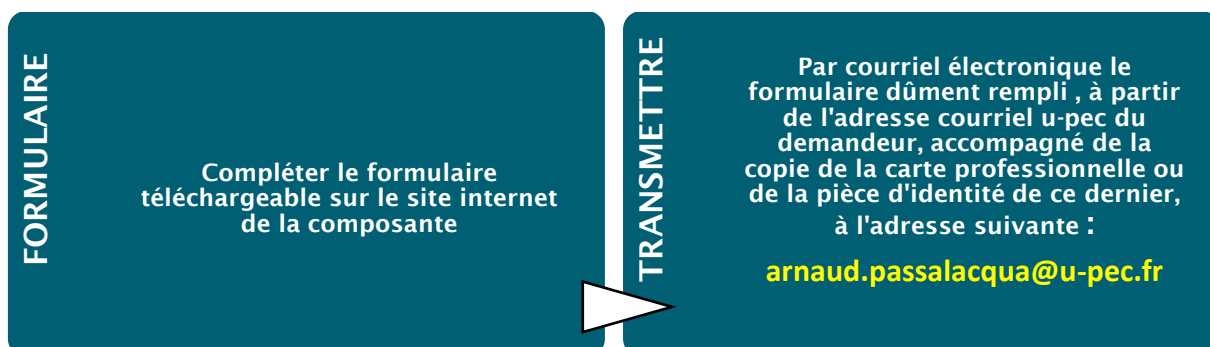 FORMULAIRE
Compléter le formulaire
téléchargeable sur le site internet
de la composante
TRANSMETTRE
Par courriel électronique le
formulaire dûment rempli , à partir
de l'adresse courriel u-pec du
demandeur, accompagné de la
copie de la carte professionnelle ou
de la pièce d'identité de ce dernier,
à l'adresse suivante :
arnaud.passalacqua@u-pec.fr